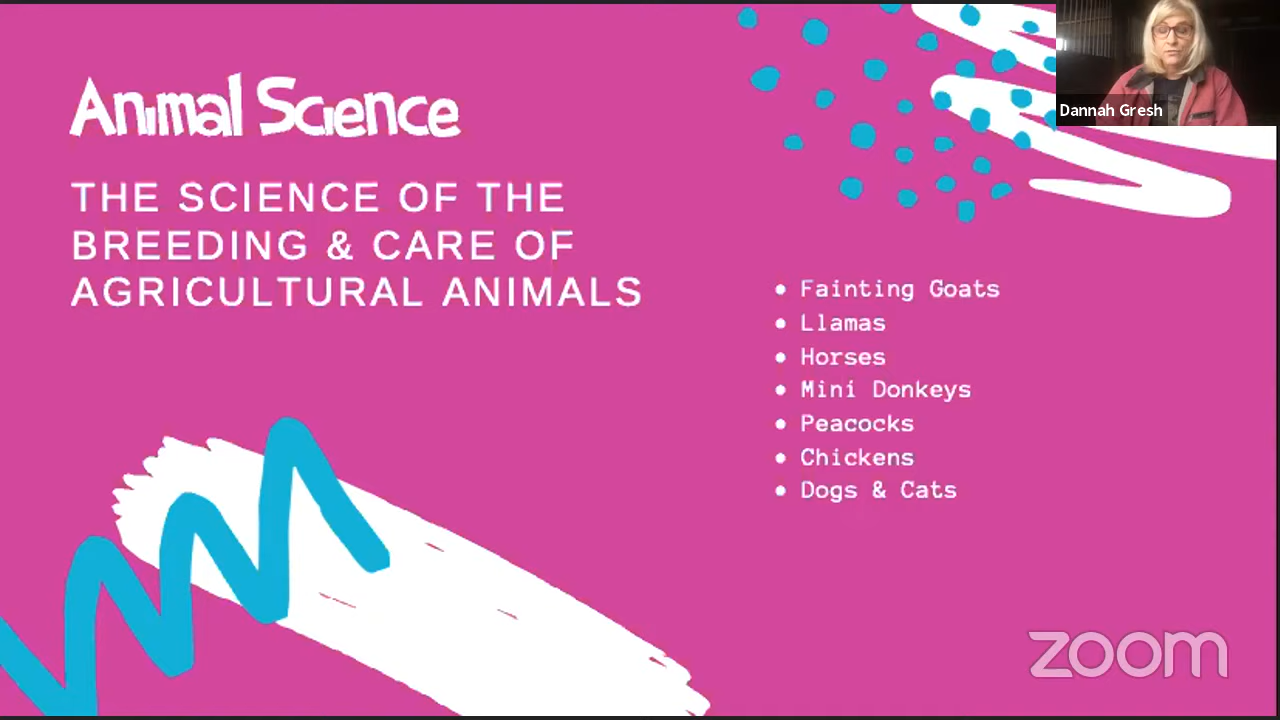 Animal Science
THE SCIENCE OF THE
BREEDING & CARE OF
AGRICULTURAL ANIMALS
• Fainting Goats
• Llamas
• Horses
• Mini Donkeys
• Peacocks
• Chickens
• Dogs & Cats
Dannah Gresh
zoom